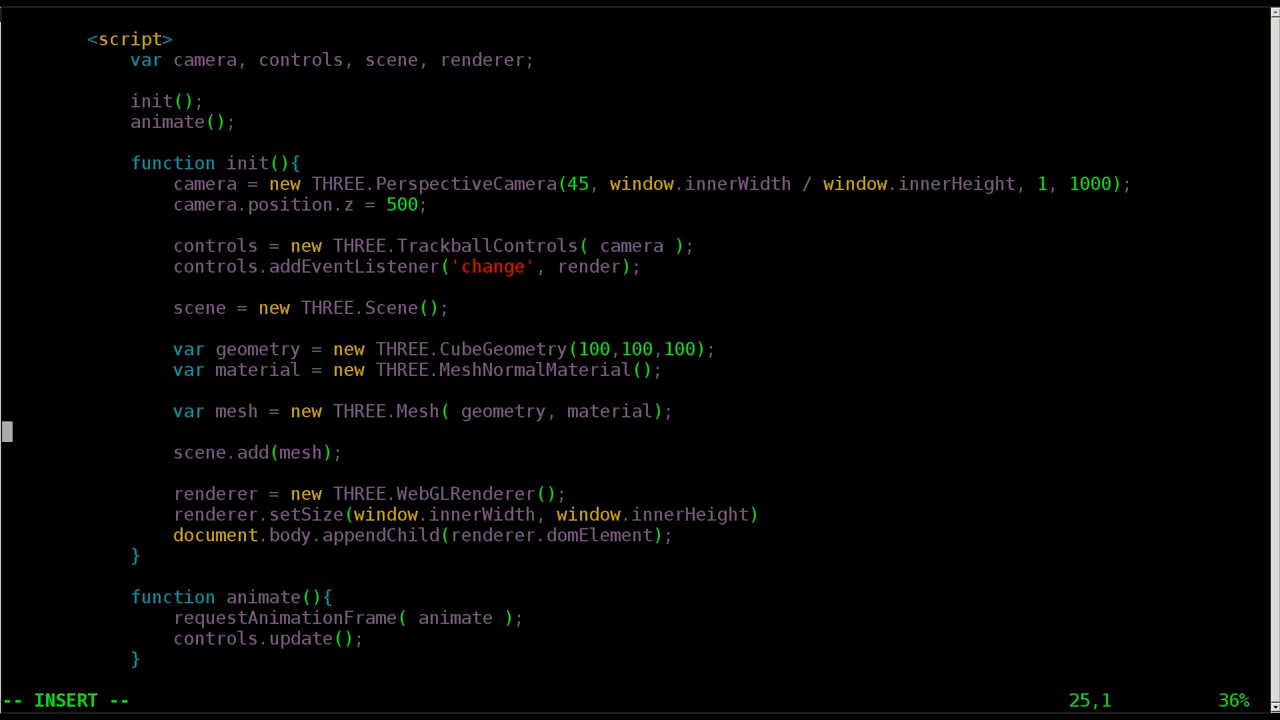 <script>
var camera, controls, scene, renderer;
init();
animate();
function init(){
camera = new THREE.PerspectiveCamera(45, window.innerWidth / window.innerHeight, 1, 1000);
camera.position.z = 500;
controls = new THREE.TrackballControls( camera );
controls.addEventListener('change', render);
scene = new THREE.Scene();
var geometry = new THREE.CubeGeometry(100,100,100);
var material = new THREE.MeshNormalMaterial();
var mesh = new THREE.Mesh( geometry, material);
scene.add(mesh);
renderer = new THREE.WebGLRenderer();
renderer.setSize(window.innerWidth, window.innerHeight)
document.body.appendChild(renderer.domElement);
}
function animate(){
requestAnimationFrame( animate );
controls.update();
}
-- INSERT -- 25,1 36%